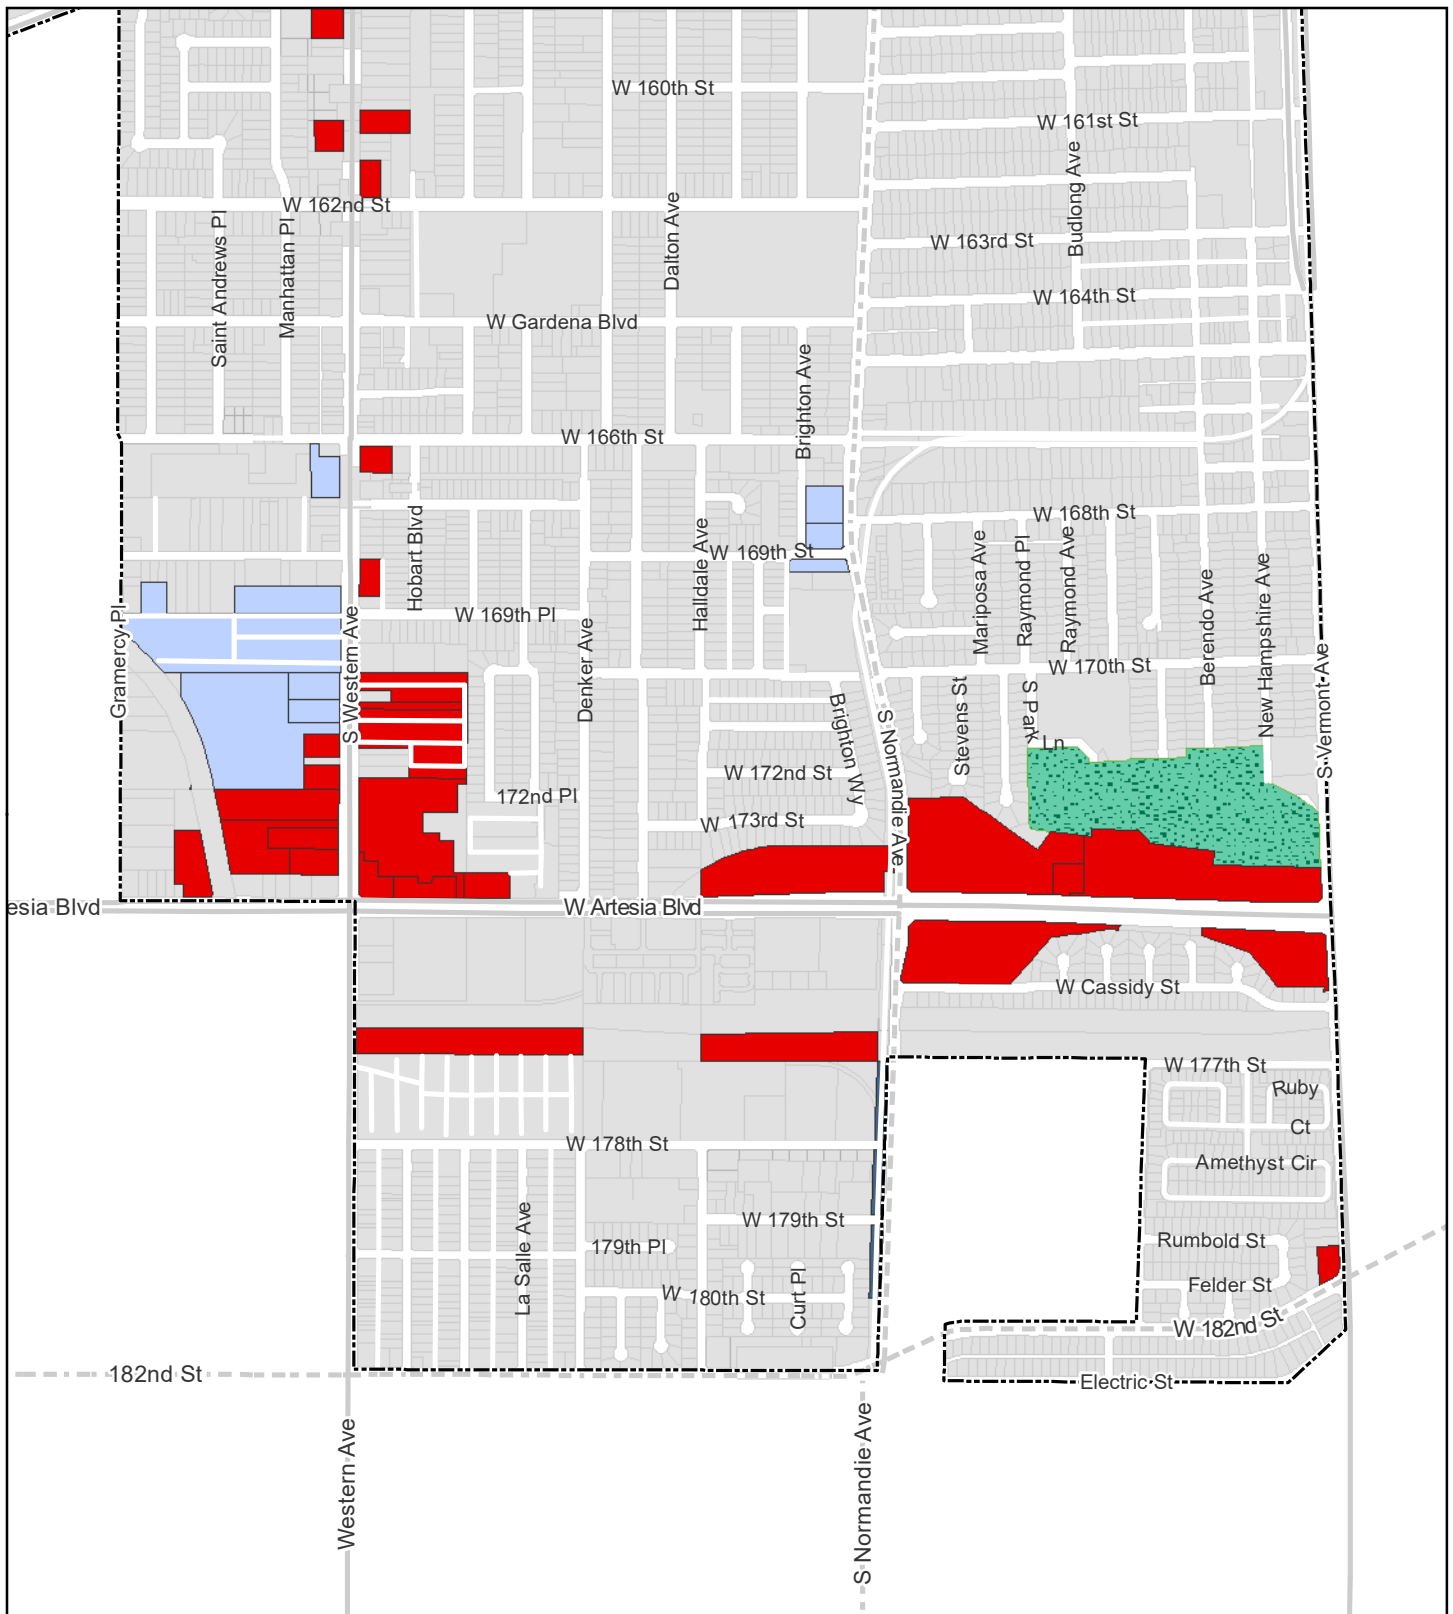 W 160th St
W 161st St
Budlong Ave
W 162nd St
Saint Andrews Pl
Manhattan Pl
Dalton Ave
W 163rd St
W 164th St
W Gardena Blvd
Brighton Ave
W 166th St
Hobart Blvd
Halldale Ave
W 168th St
W 169th St
Mariposa Ave
Raymond Pl
Raymond Ave
Berendo Ave
New Hampshire Ave
Gramercy Pl
S Western Ave
W 169th Pl
Denker Ave
W 170th St
S Vermont Ave
Brighton Wy
S Normandie Ave
Stevens St
S Park
Ln
W 172nd St
172nd Pl
W 173rd St
esia Blvd
W Artesia Blvd
W Cassidy St
W 177th St
Ruby
Ct
W 178th St
Amethyst Cir
La Salle Ave
W 179th St
179th Pl
Rumbold St
Curt Pl
W 180th St
Felder St
W 182nd St
182nd St
Electric St
Western Ave
S Normandie Ave